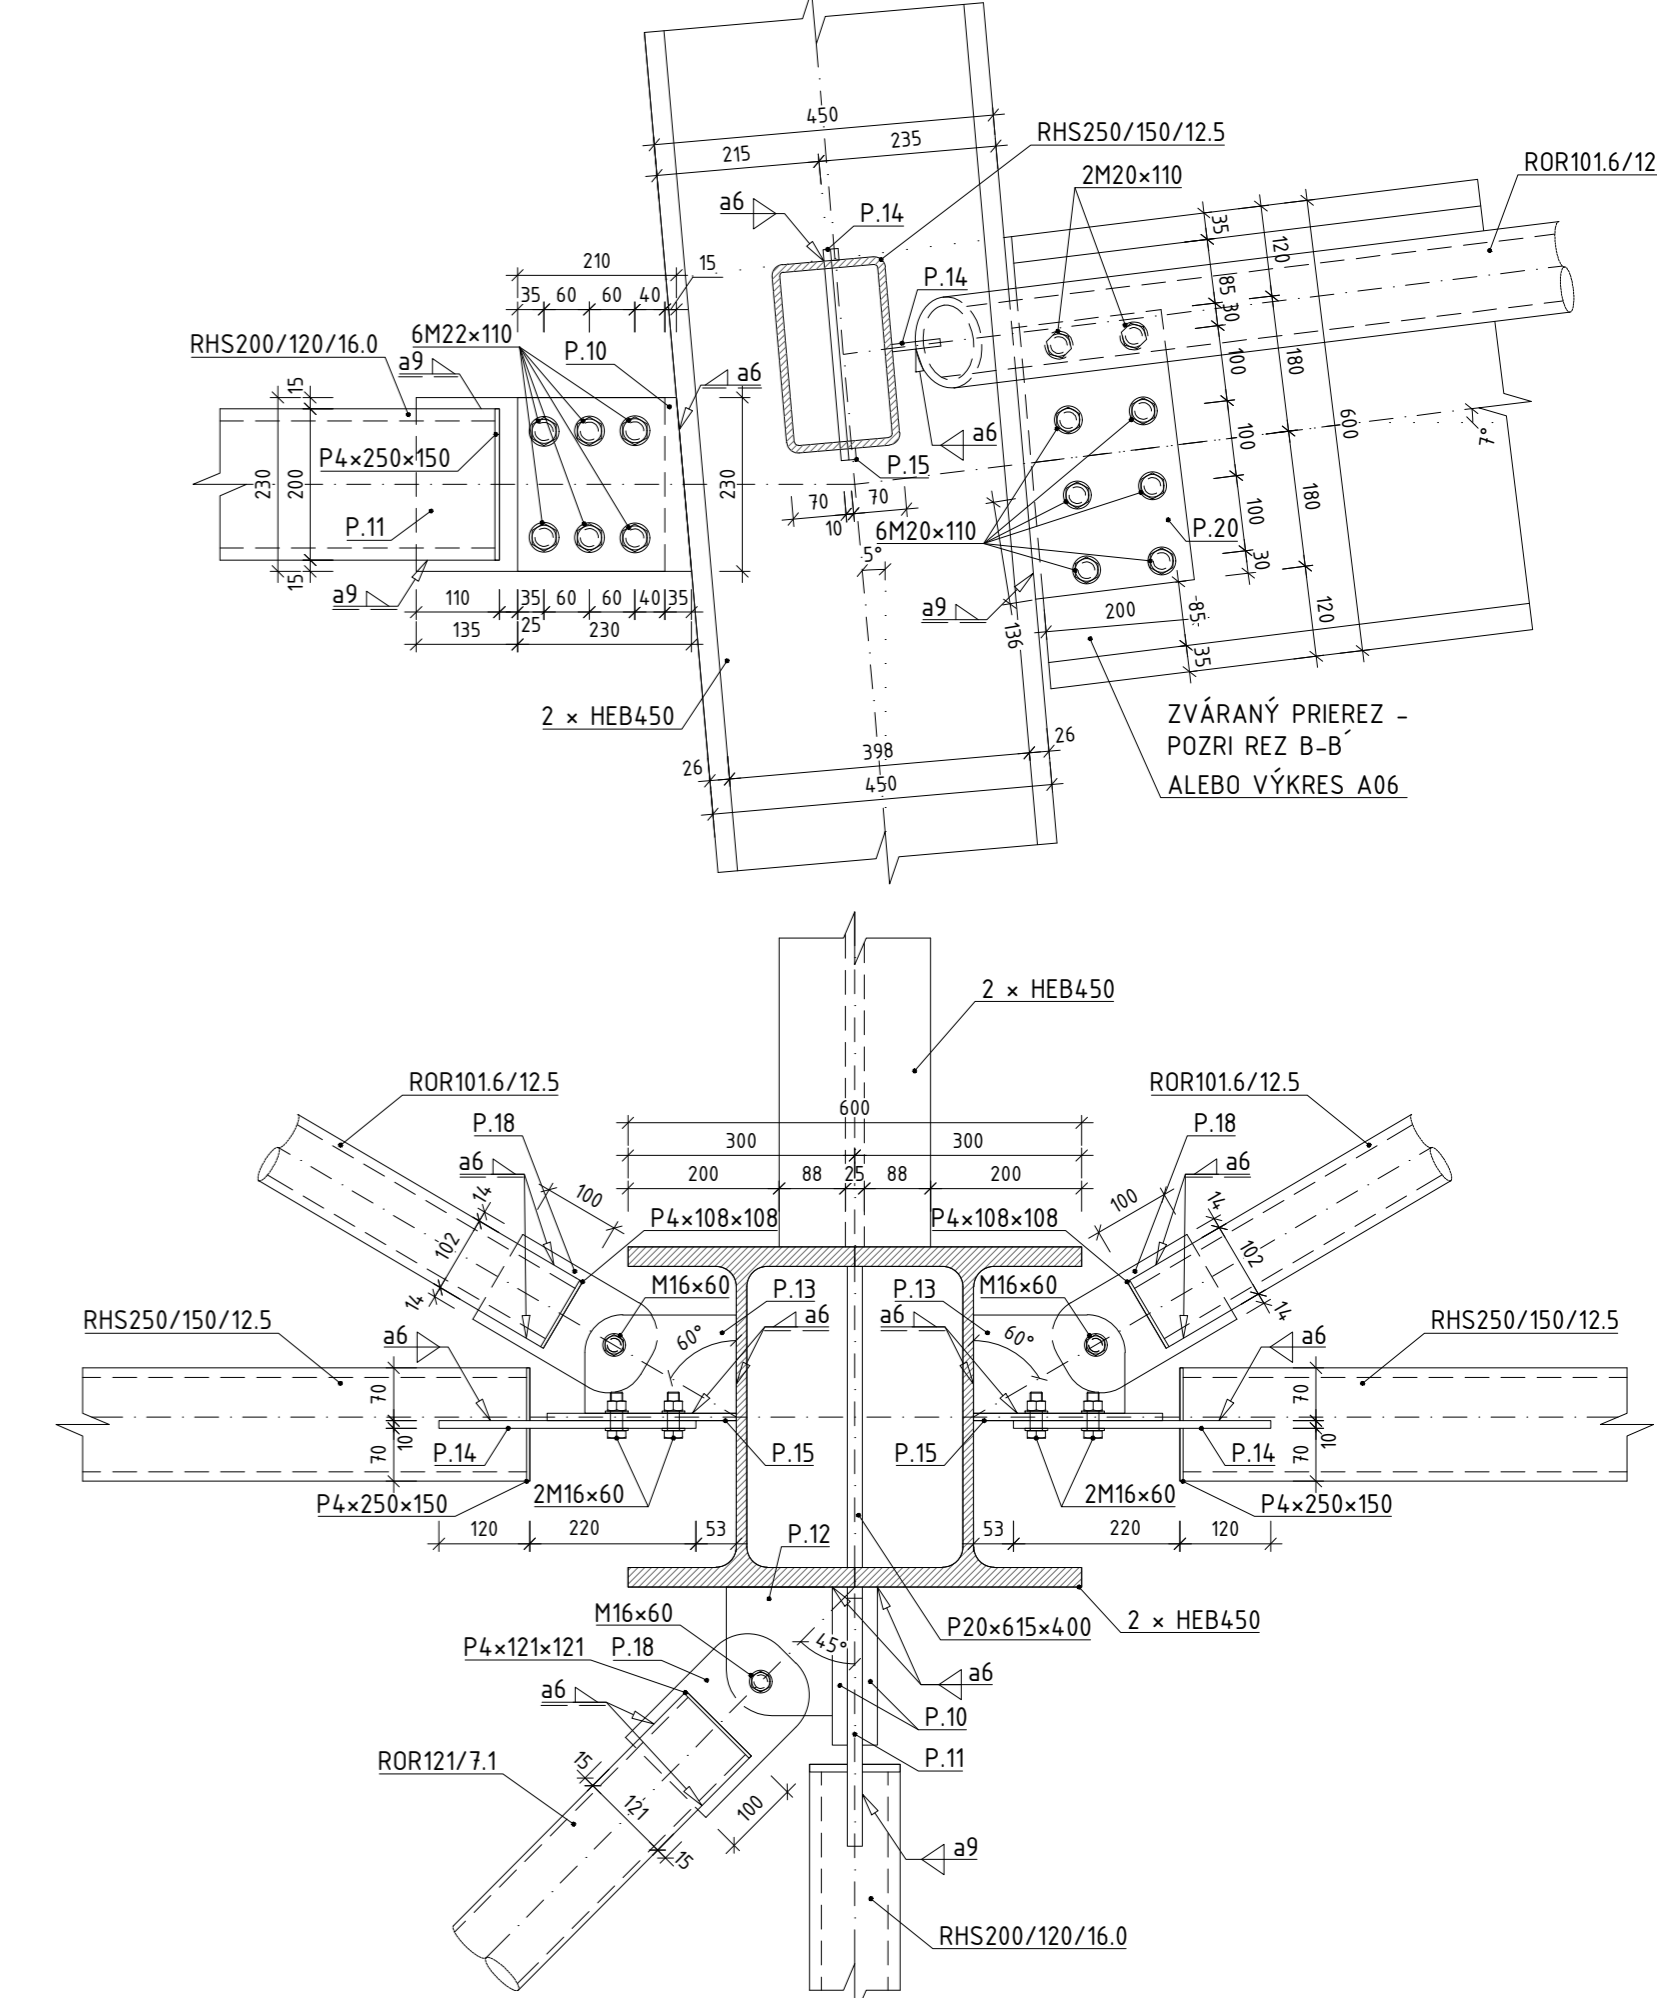 450
215
235
RHS250/150/12.5
2M20×110
ROR101.6/12
a6
P.14
35
120
210
15
P.14
85
30
35
60
60
40
RHS200/120/16.0
6M22×110
P.10
a9
a6
15
100
180
P4×250×150
a6
100
600
7°
230
200
230
P.15
P.11
70
70
10
6M20×110
100
180
P.20
15
5°
30
a9
110
35
60
60
40
35
a9
200
85
120
135
25
230
136
35
2 × HEB450
ZVÁRANÝ PRIEREZ -
POZRI REZ B-B´
ALEBO VÝKRES A06
26
398
26
450
2 × HEB450
ROR101.6/12.5
ROR101.6/12.5
600
P.18
P.18
300
300
a6
a6
200
88
25
88
200
14
100
100
14
P4×108×108
P4×108×108
102
102
M16×60
P.13
P.13
M16×60
14
14
RHS250/150/12.5
a6
60°
a6
a6
60°
a6
RHS250/150/12.5
70
70
10
10
70
70
P.14
P.15
P.15
P.14
P4×250×150
2M16×60
2M16×60
P4×250×150
120
220
53
53
220
120
P.12
M16×60
P20×615×400
2 × HEB450
P4×121×121
P.18
45°
a6
a6
P.10
ROR121/7.1
15
P.11
121
100
15
a9
RHS200/120/16.0